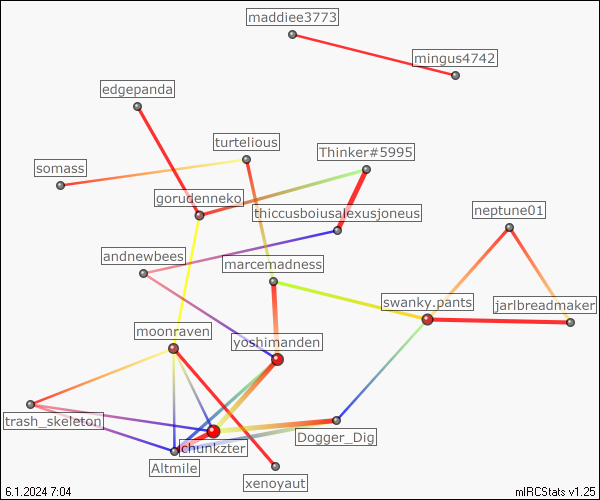 maddiee3773
mingus4742
edgepanda
turtelious
Thinker#5995
somass
gorudenneko
thiccusboiusalexusjoneus
neptune01
andnewbees
marcemadness
swanky.pants
jarlbreadmaker
moonraven
yoshimanden
trash_skeleton
Dogger_Dig
chunkzter
Altmile
xenoyaut
6.1.2024 7:04
mIRCStats v1.25